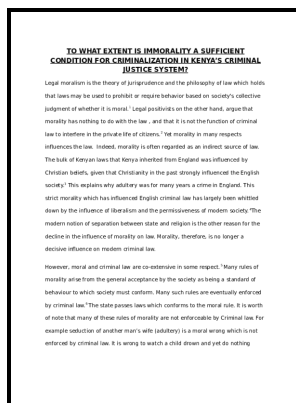 TO WHAT EXTENT IS IMMORALITY A SUFFICIENT
CONDITION FOR CRIMINALIZATION IN KENYA'S CRIMINAL
JUSTICE SYSTEM?
Legal moralism is the theory of jurisprudence and the philosophy of law which holds
that laws may be used to prohibit or require behavior based on society's collective
judgment of whether it is moral.1 Legal positivists on the other hand, argue that
morality has nothing to do with the law , and that it is not the function of criminal
law to interfere in the private life of citizens.2 Yet morality in many respects
influences the law. Indeed, morality is often regarded as an indirect source of law.
The bulk of Kenyan laws that Kenya inherited from England was influenced by
Christian beliefs, given that Christianity in the past strongly influenced the English
society.3 This explains why adultery was for many years a crime in England. This
strict morality which has influenced English criminal law has largely been whittled
down by the influence of liberalism and the permissiveness of modern society.4The
modern notion of separation between state and religion is the other reason for the
decline in the influence of morality on law. Morality, therefore, is no longer a
decisive influence on modern criminal law.
However, moral and criminal law are co-extensive in some respect.5 Many rules of
morality arise from the general acceptance by the society as being a standard of
behaviour to which society must conform. Many such rules are eventually enforced
by criminal law.6The state passes laws which conforms to the moral rule. It is worth
of note that many of these rules of morality are not enforceable by Criminal law. For
example seduction of another man's wife (adultery) is a moral wrong which is not
enforced by criminal law. It is wrong to watch a child drown and yet do nothing